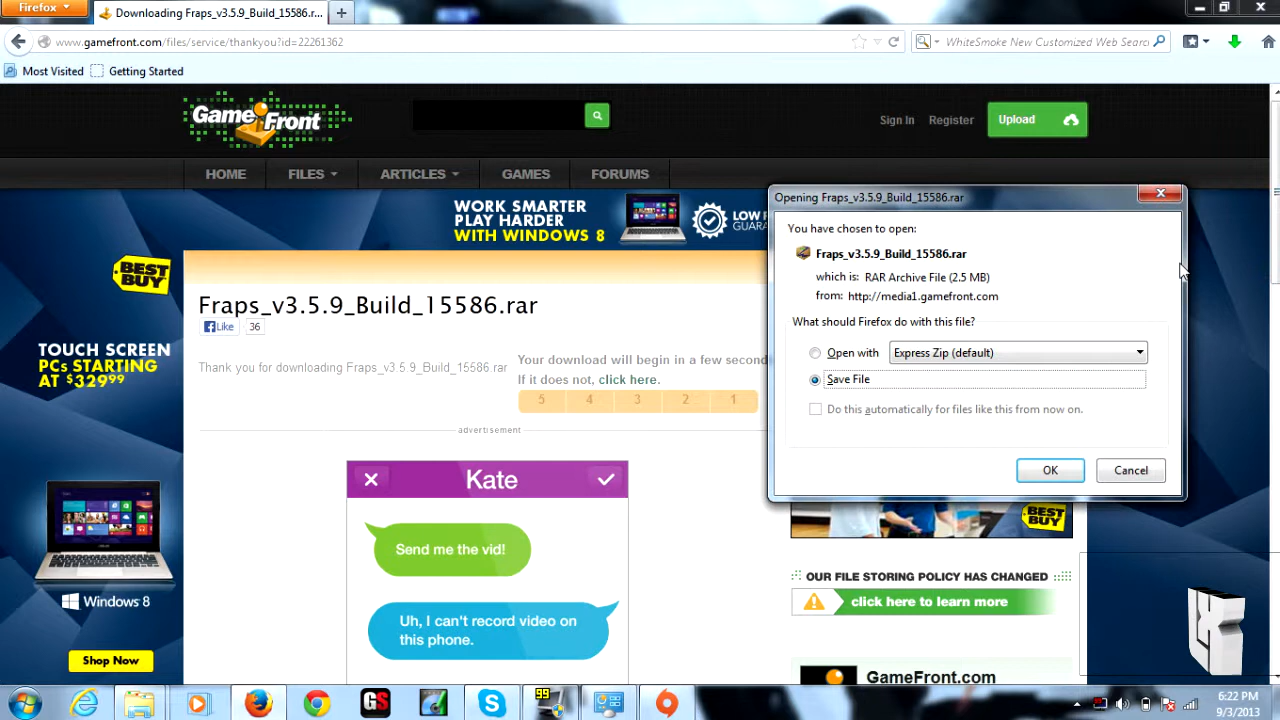 Firefox
Downloading Fraps_v3.5.9_Build_15586.r...
www.gamefront.com/files/service/thankyou?id=22261362
WhiteSmoke New Customized Web Searc
Most Visited
Getting Started
Game Front
Sign In
Register
Upload
HOME
FILES
ARTICLES
GAMES
FORUMS
WORK SMARTER
PLAY HARDER
WITH WINDOWS 8
LOW
GUARA
BEST
BUY
TOUCH SCREEN
PCs STARTING
AT $329.99
Windows 8
Shop Now
Fraps_v3.5.9_Build_15586.rar
Like
36
Thank you for downloading Fraps_v3.5.9_Build_15586.rar
Your download will begin in a few second
If it does not, click here.
5 4 3 2 1
advertisement
Kate
Send me the vid!
Uh, I can't record video on
this phone.
Opening Fraps_v3.5.9_Build_15586.rar
You have chosen to open:
Fraps_v3.5.9_Build_15586.rar
which is: RAR Archive File (2.5 MB)
from: http://media1.gamefront.com
What should Firefox do with this file?
Open with
Express Zip (default)
Save File
Do this automatically for files like this from now on.
OK
Cancel
BEST
BUY
OUR FILE STORING POLICY HAS CHANGED
click here to learn more
GameFront.com
GS
99
6:22 PM
9/3/2013